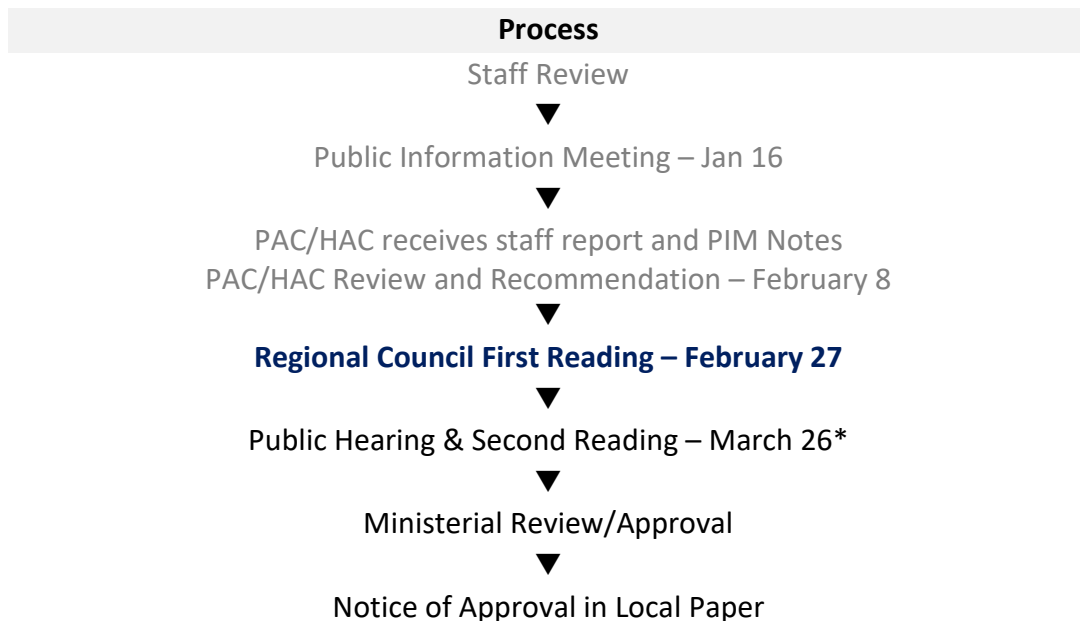 Process
Staff Review
Public Information Meeting – Jan 16
PAC/HAC receives staff report and PIM Notes
PAC/HAC Review and Recommendation – February 8
Regional Council First Reading – February 27
Public Hearing & Second Reading – March 26*
Ministerial Review/Approval
Notice of Approval in Local Paper